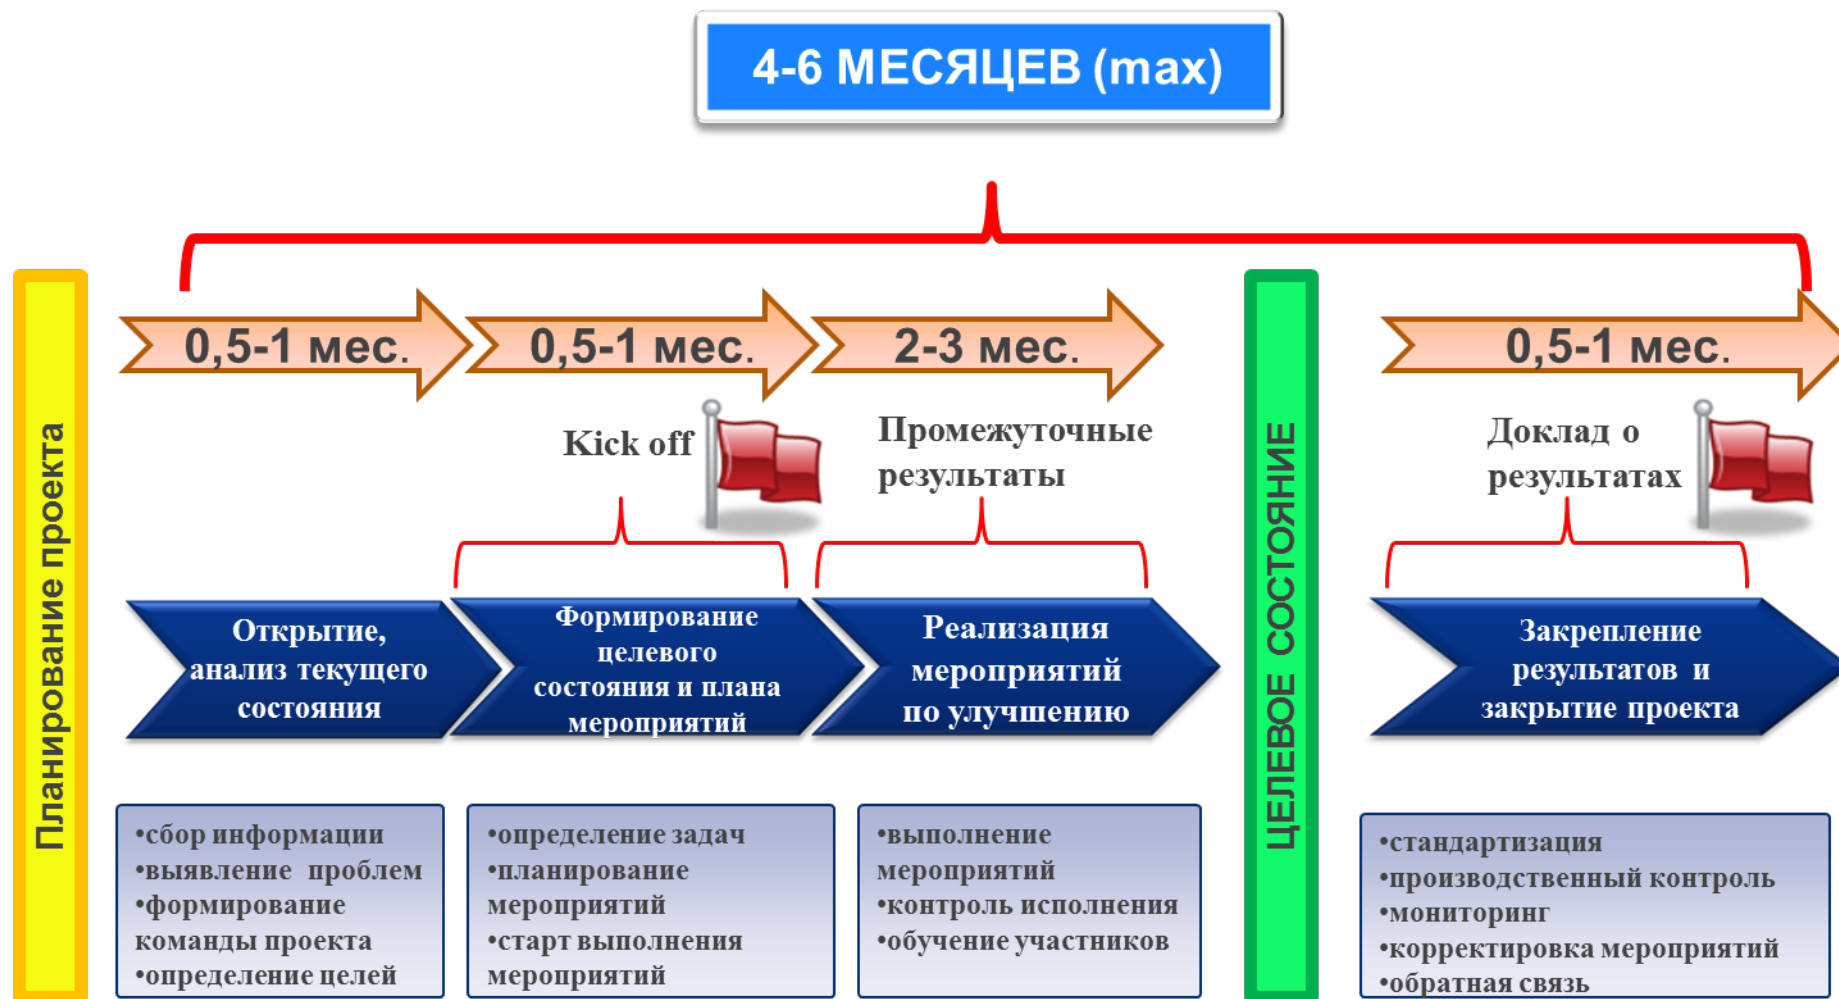 4-6 МЕСЯЦЕВ (max)
Планирование проекта
0,5-1 мес.
0,5-1 мес.
2-3 мес.
ЦЕЛЕВОЕ СОСТОЯНИЕ
0,5-1 мес.
Kick off
Промежуточные
результаты
Доклад о
результатах
Открытие,
анализ текущего
состояния
Формирование
целевого
состояния и плана
мероприятий
Реализация
мероприятий
по улучшению
Закрепление
результатов и
закрытие проекта
•сбор информации
•выявление проблем
•формирование
команды проекта
•определение целей
•определение задач
•планирование
мероприятий
•старт выполнения
мероприятий
•выполнение
мероприятий
•контроль исполнения
•обучение участников
•стандартизация
•производственный контроль
•мониторинг
•корректировка мероприятий
•обратная связь